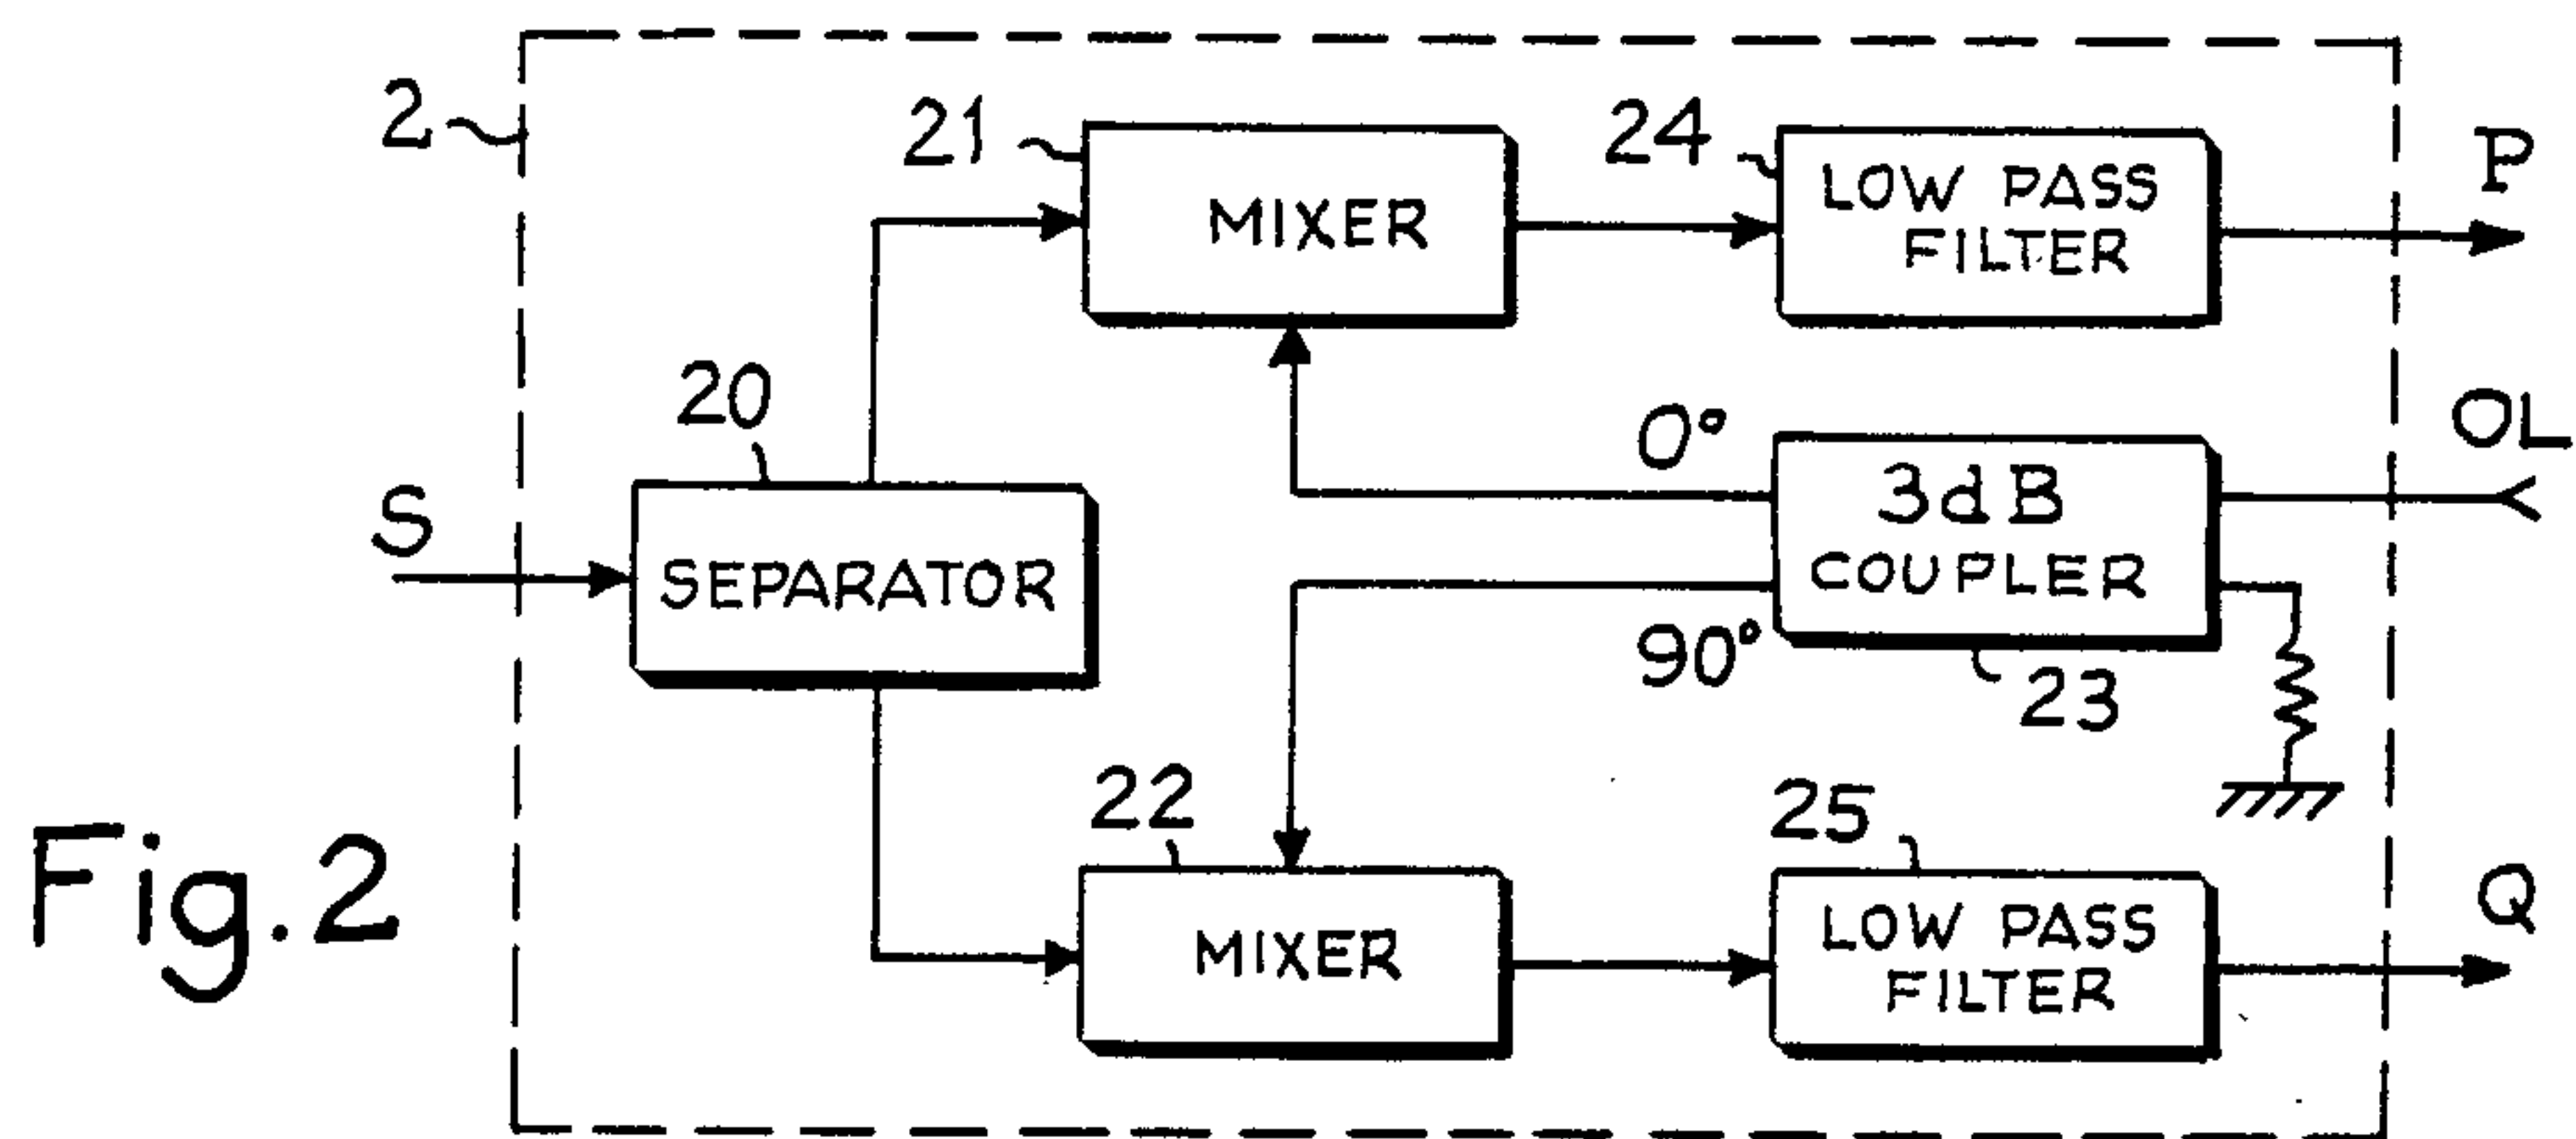 2
21
24
P
MIXER
LOW PASS
FILTER
20
0°
OL
S
SEPARATOR
3dB
COUPLER
90°
23
22
25
Q
Fig.2
MIXER
LOW PASS
FILTER